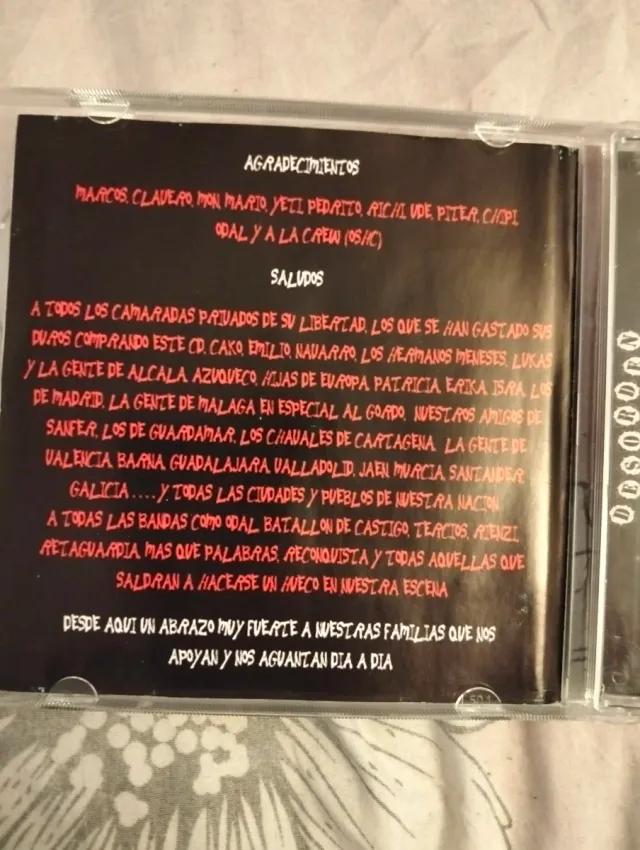 AGRADECIMIENTOS
MARCOS, CLAVERO, MON, MARIO, YETI, PEDRITO, RICHI, UDE, PITER, CHIPI,
ODAL Y A LA CREW (OSHC)
SALUDOS
A TODOS LOS CAMARADAS PRIVADOS DE SU LIBERTAD, LOS QUE SE HAN GASTADO SUS
DUROS COMPRANDO ESTE CD, CAKO, EMILIO, NAVARRO, LOS HERMANOS MENESES, LUKAS
Y LA GENTE DE ALCALA, AZUQUECO, HIJAS DE EUROPA, PATRICIA, ERIKA, ISRA, LOS
DE MADRID, LA GENTE DE MALAGA EN ESPECIAL AL GORDO, NUESTROS AMIGOS DE
SANFER, LOS DE GUARDAMAR, LOS CHAVALES DE CARTAGENA, LA GENTE DE
VALENCIA, BARNA, GUADALAJARA, VALLADOLID, JAEN, MURCIA, SANTANDER,
GALICIA ....Y TODAS LAS CIUDADES Y PUEBLOS DE NUESTRA NACION
A TODAS LAS BANDAS COMO ODAL, BATALLON DE CASTIGO, TERCIOS, RIENZI,
RETAGUARDIA, MAS QUE PALABRAS, RECONQUISTA Y TODAS AQUELLAS QUE
SALDRAN A HACERSE UN HUECO EN NUESTRA ESCENA
DESDE AQUI UN ABRAZO MUY FUERTE A NUESTRAS FAMILIAS QUE NOS
APOYAN Y NOS AGUANTAN DIA A DIA